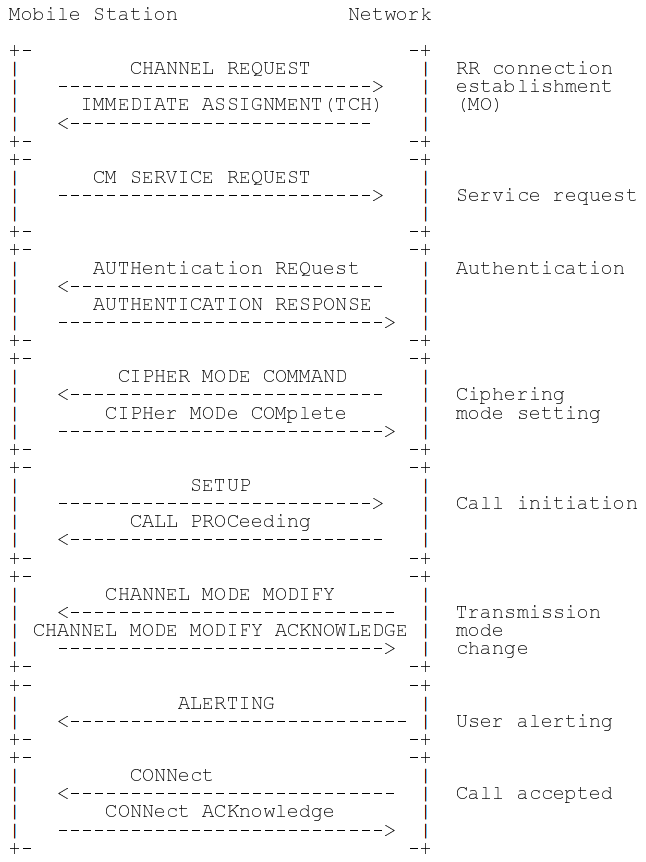 Mobile Station Network
CHANNEL REQUEST RR connection
establishment
IMMEDIATE ASSIGNMENT(TCH) (MO)
CM SERVICE REQUEST
Service request
AUTHentication REQuest Authentication
AUTHENTICATION RESPONSE
CIPHER MODE COMMAND
Ciphering
CIPHer MODe COMplete mode setting
SETUP
Call initiation
CALL PROCeeding
CHANNEL MODE MODIFY
Transmission
CHANNEL MODE MODIFY ACKNOWLEDGE mode
change
ALERTING
User alerting
CONNect
Call accepted
CONNect ACKnowledge